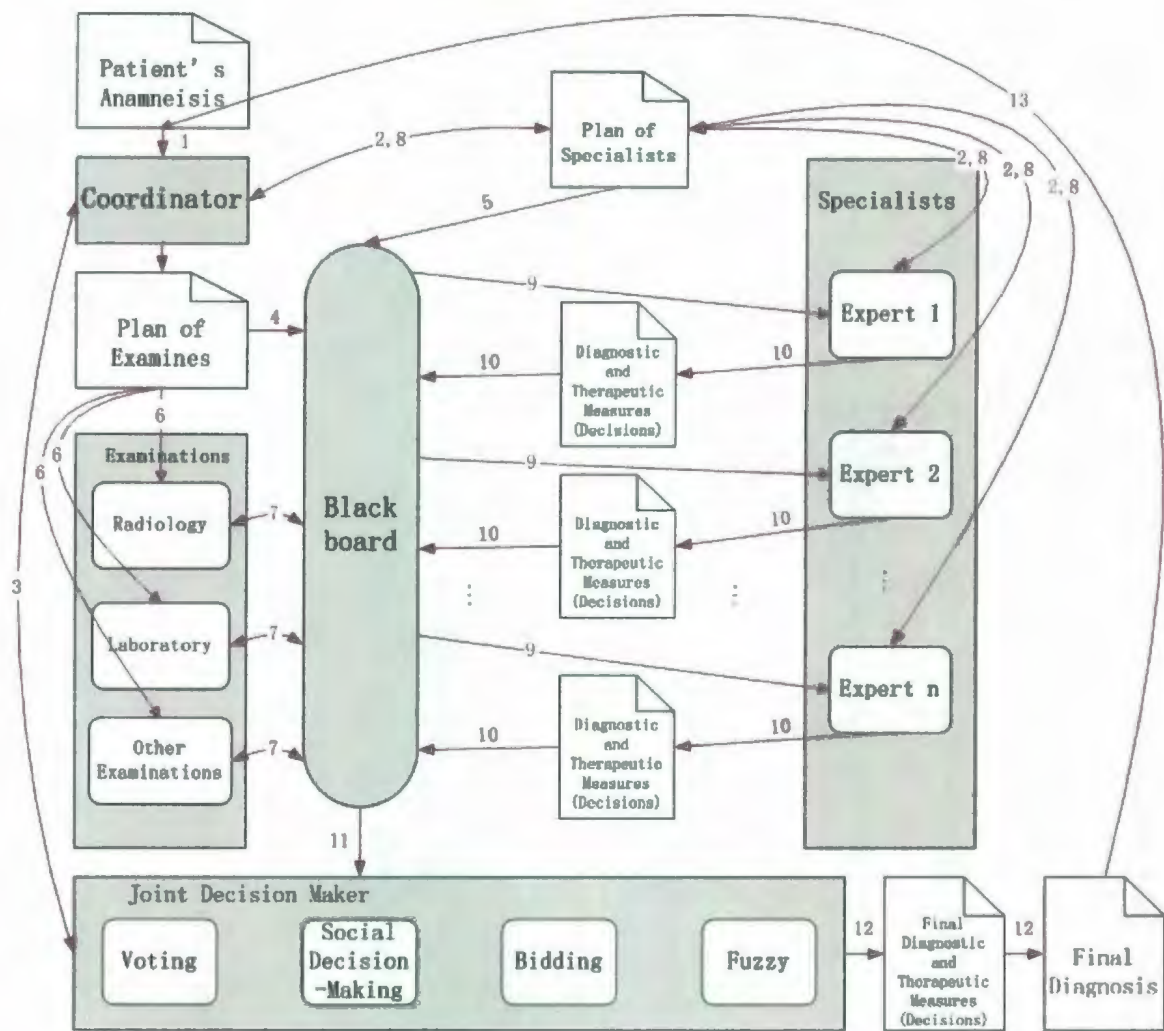 Patient's
Anamneisis
1
13
2,8
Plan of
Specialists
2,8
2,8
2,8
Coordinator
5
Specialists
Plan of
Examines
4
9
Expert 1
10
Diagnostic
and
Therapeutic
Measures
(Decisions)
10
6
6
6
Examinations
Radiology
7
Black
board
9
Expert 2
10
Diagnostic
and
Therapeutic
Measures
(Decisions)
10
3
Laboratory
7
9
Expert n
10
Diagnostic
and
Therapeutic
Measures
(Decisions)
10
Other
Examinations
7
11
Joint Decision Maker
Voting
Social
Decision
-Making
Bidding
Fuzzy
12
Final
Diagnostic
and
Therapeutic
Measures
(Decisions)
12
Final
Diagnosis